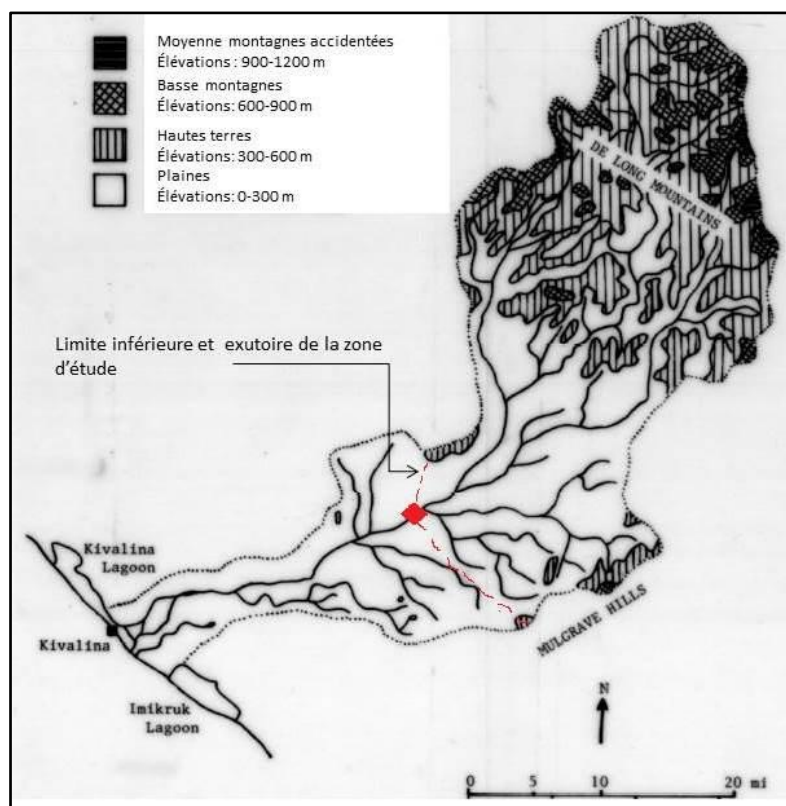 Moyenne montagnes accidentées
Élévations : 900-1200 m
Basse montagnes
Élévations: 600-900 m
Hautes terres
Élévations: 300-600 m
Plaines
Élévations: 0-300 m
DE LONG MOUNTAINS
Limite inférieure et exutoire de la zone
d'étude
Kivalina
Lagoon
Kivalina
MULGRAVE HILLS
Imikruk
Lagoon
N
0 5 10 20 mi